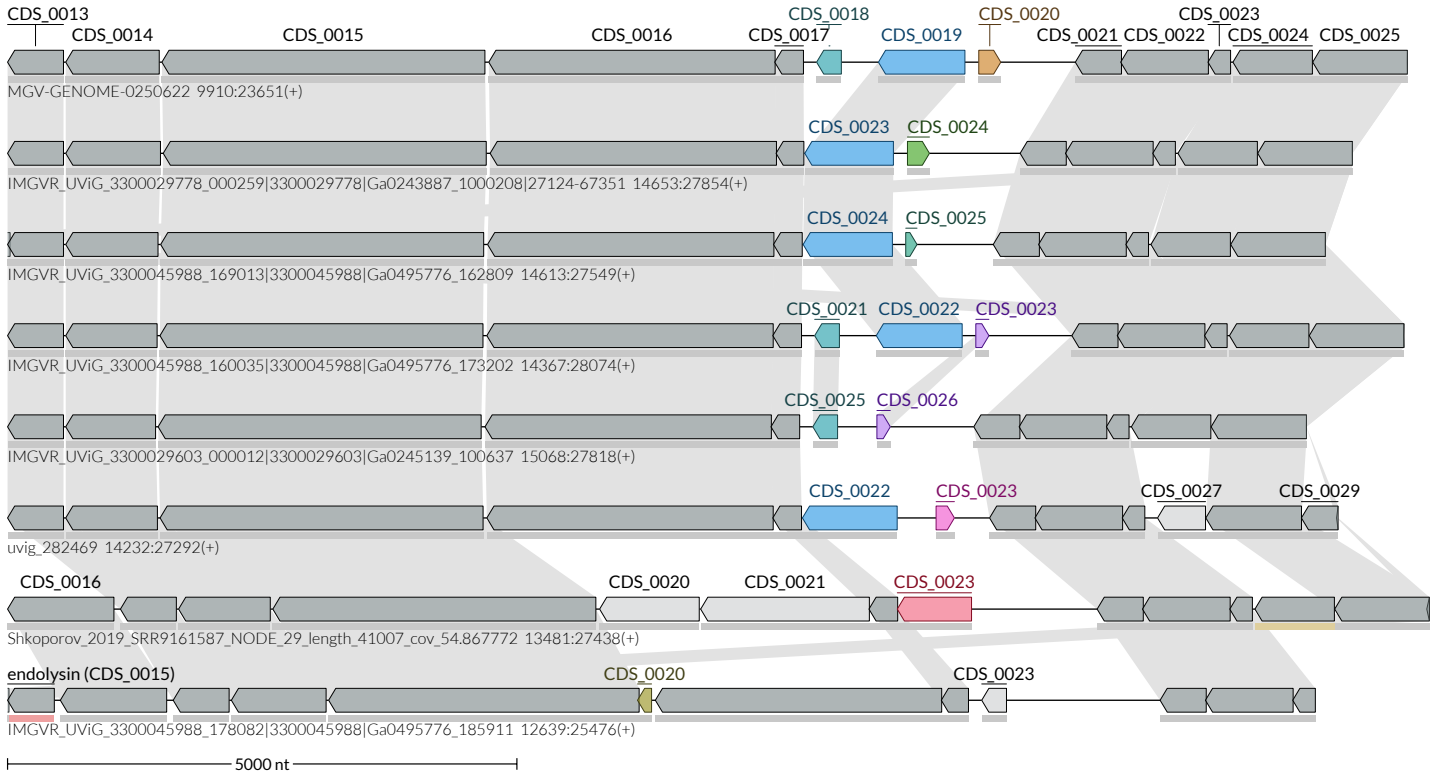 CDS_0013 CDS_0018 CDS_0020 CDS_0023
CDS_0014 CDS_0015 CDS_0016 CDS_0017 CDS_0019 CDS_0021 CDS_0022 CDS_0024 CDS_0025
MGV-GENOME-0250622 9910:23651(+)
CDS_0023 CDS_0024
IMGVR_UViG_3300029778_000259|3300029778|Ga0243887_1000208|27124-67351 14653:27854(+)
CDS_0024 CDS_0025
IMGVR_UViG_3300045988_169013|3300045988|Ga0495776_162809 14613:27549(+)
CDS_0021 CDS_0022 CDS_0023
IMGVR_UViG_3300045988_160035|3300045988|Ga0495776_173202 14367:28074(+)
CDS_0025 CDS_0026
IMGVR_UViG_3300029603_000012|3300029603|Ga0245139_100637 15068:27818(+)
CDS_0022 CDS_0023 CDS_0027 CDS_0029
uvig_282469 14232:27292(+)
CDS_0016 CDS_0020 CDS_0021 CDS_0023
Shkoporov_2019_SRR9161587_NODE_29_length_41007_cov_54.867772 13481:27438(+)
endolysin (CDS_0015) CDS_0020 CDS_0023
IMGVR_UViG_3300045988_178082|3300045988|Ga0495776_185911 12639:25476(+)
5000 nt